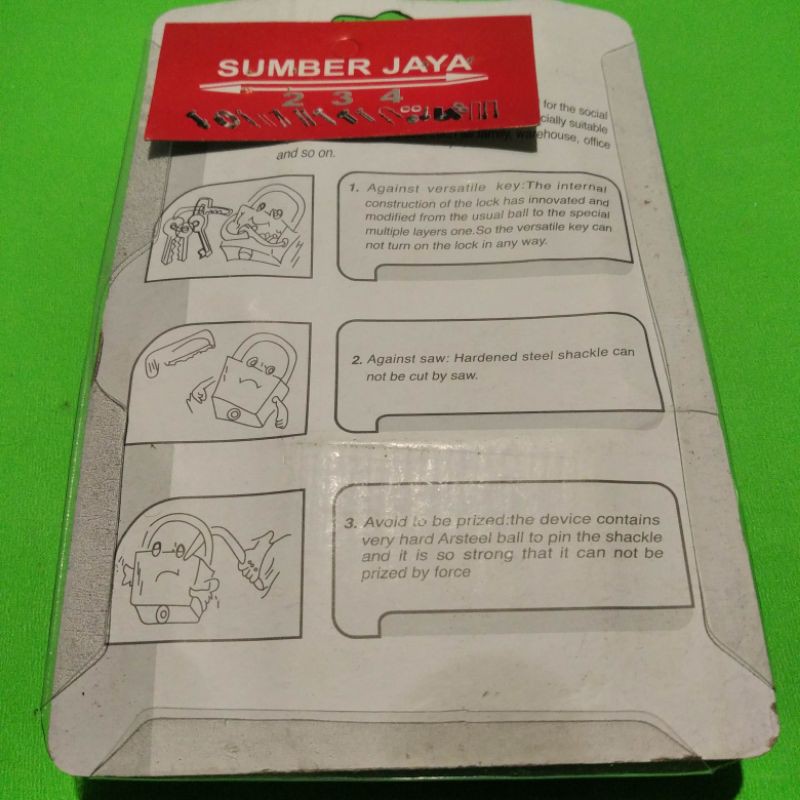 SUMBER JAYA
2 3 4
for the social
cially suitable
family, warehouse, office
and so on.
1. Against versatile key:The internal
construction of the lock has innovated and
modified from the usual ball to the special
multiple layers one.So the versatile key can
not turn on the lock in any way.
2. Against saw: Hardened steel shackle can
not be cut by saw.
3. Avoid to be prized:the device contains
very hard Arsteel ball to pin the shackle
and it is so strong that it can not be
prized by force